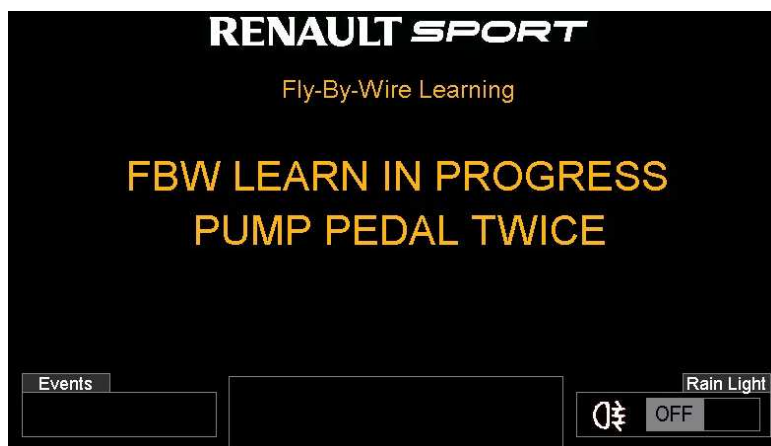 RENAULT SPORT
Fly-By-Wire Learning
FBW LEARN IN PROGRESS
PUMP PEDAL TWICE
Events
Rain Light
OFF